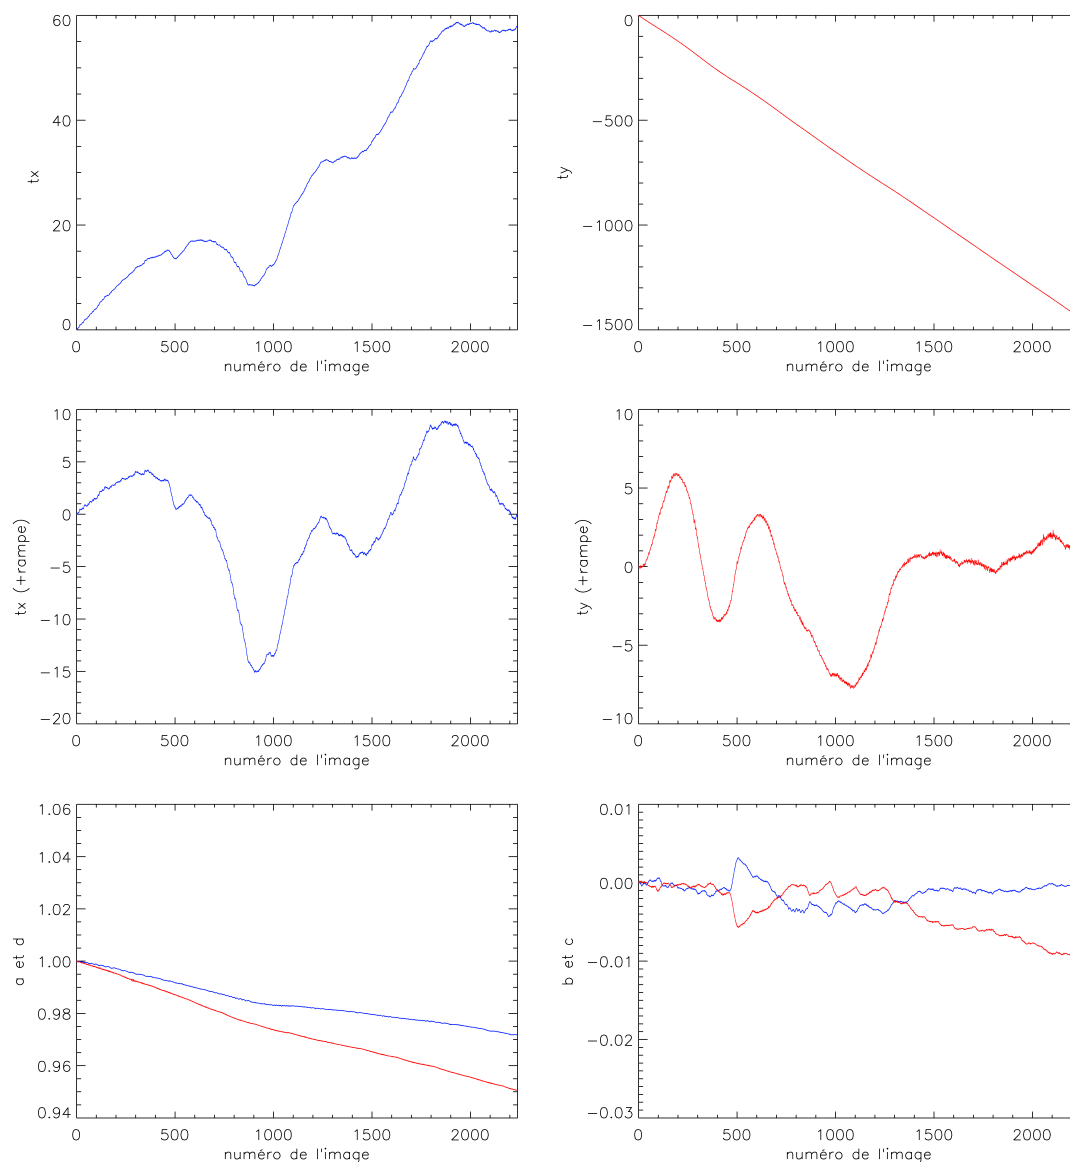 60
40
20
0
tx
0 500 1000 1500 2000
numéro de l'image
0
−500
−1000
−1500
ty
0 500 1000 1500 2000
numéro de l'image
10
5
0
−5
−10
−15
−20
tx (+rampe)
0 500 1000 1500 2000
numéro de l'image
10
5
0
−5
−10
ty (+rampe)
0 500 1000 1500 2000
numéro de l'image
1.06
1.04
1.02
1.00
0.98
0.96
0.94
a et d
0 500 1000 1500 2000
numéro de l'image
0.01
0.00
−0.01
−0.02
−0.03
b et c
0 500 1000 1500 2000
numéro de l'image